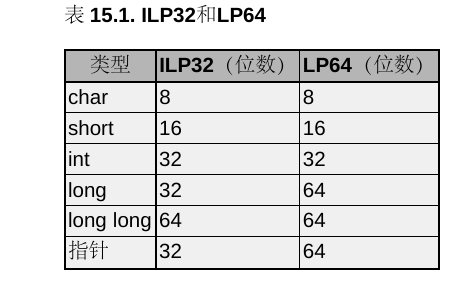 表 15.1. ILP32和LP64
类型 ILP32（位数） LP64（位数）
char 8 8
short 16 16
int 32 32
long 32 64
long long 64 64
指针 32 64